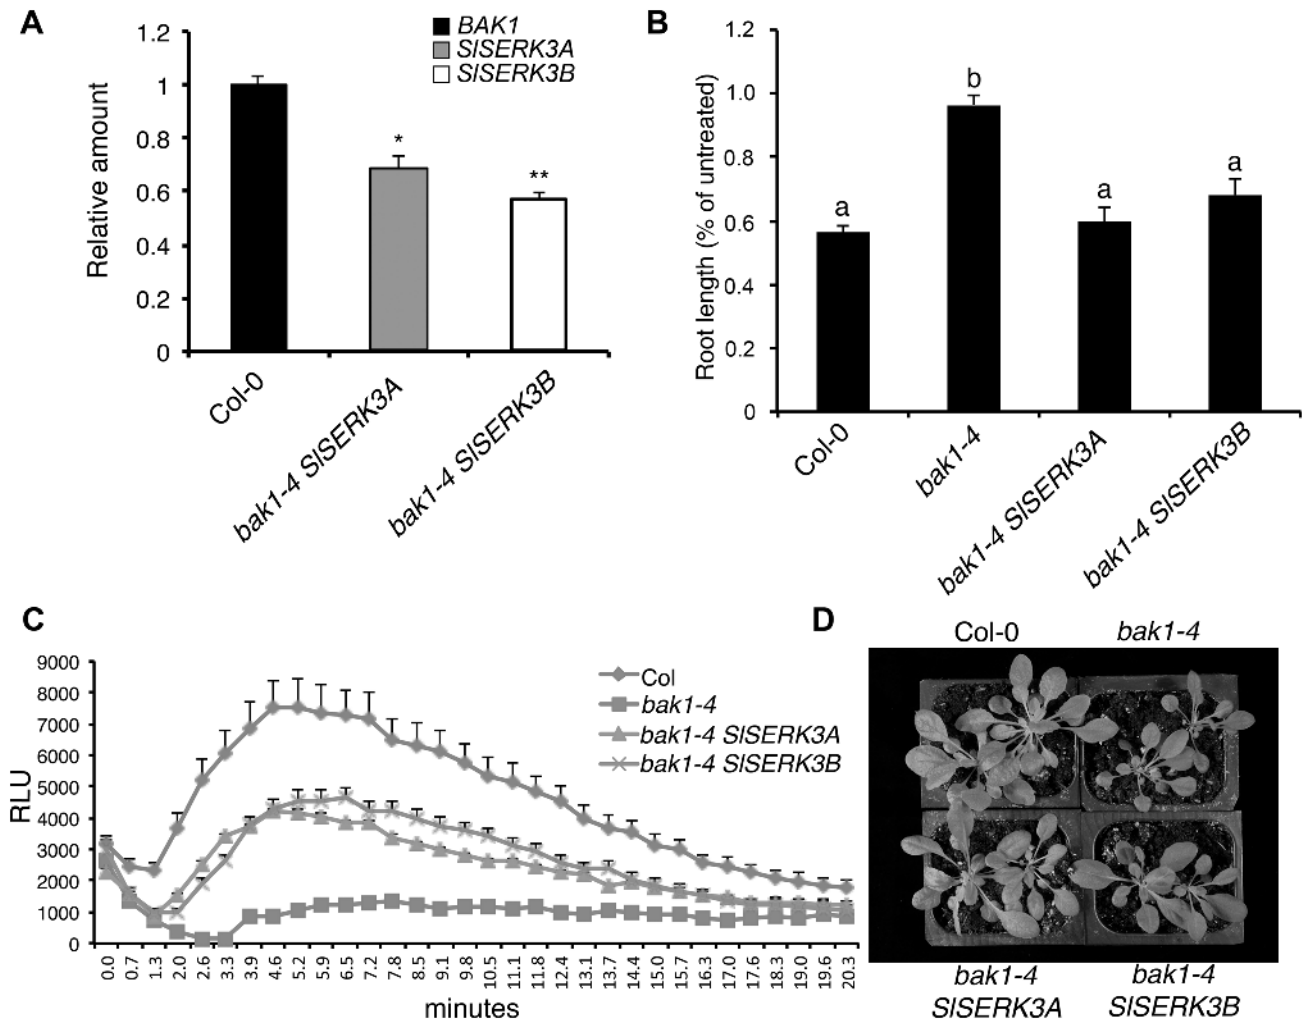 A
BAK1
SlSERK3A
SlSERK3B
1.2
1
0.8
0.6
0.4
0.2
0
Relative amount
*
**
Col-0
bak1-4 SlSERK3A
bak1-4 SlSERK3B
B
1.2
1.0
0.8
0.6
0.4
0.2
0
Root length (% of untreated)
a
b
a
a
Col-0
bak1-4
bak1-4 SlSERK3A
bak1-4 SlSERK3B
C
9000
8000
7000
6000
5000
4000
3000
2000
1000
0
RLU
Col
bak1-4
bak1-4 SlSERK3A
bak1-4 SlSERK3B
0.0 0.7 1.3 2.0 2.6 3.3 3.9 4.6 5.2 5.9 6.5 7.2 7.8 8.5 9.1 9.8 10.5 11.1 11.8 12.4 13.1 13.7 14.4 15.0 15.7 16.3 17.0 17.6 18.3 19.0 19.6 20.3
minutes
D
Col-0 bak1-4
bak1-4 bak1-4
SlSERK3A SlSERK3B